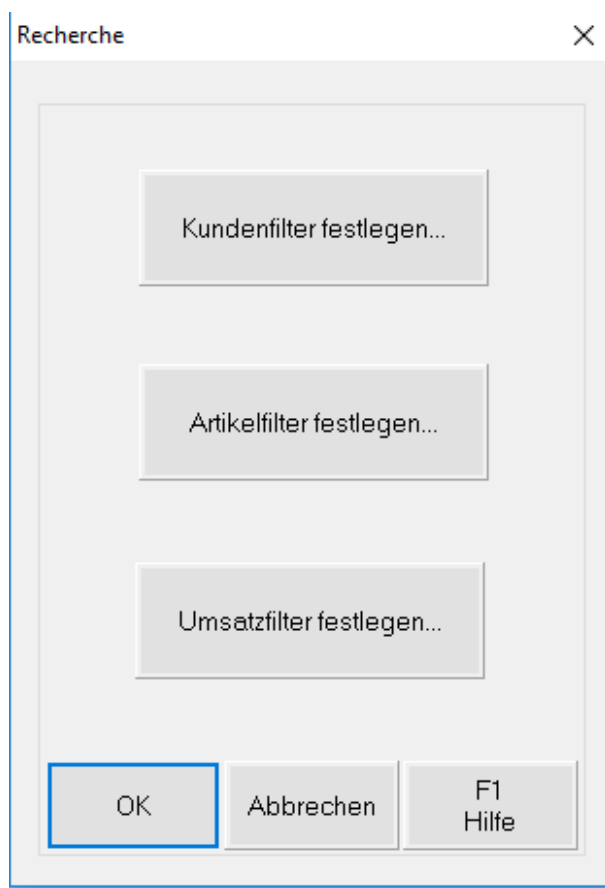 Recherche
Kundenfilter festlegen...
Artikelfilter festlegen...
Umsatzfilter festlegen...
OK
Abbrechen
F1
Hilfe